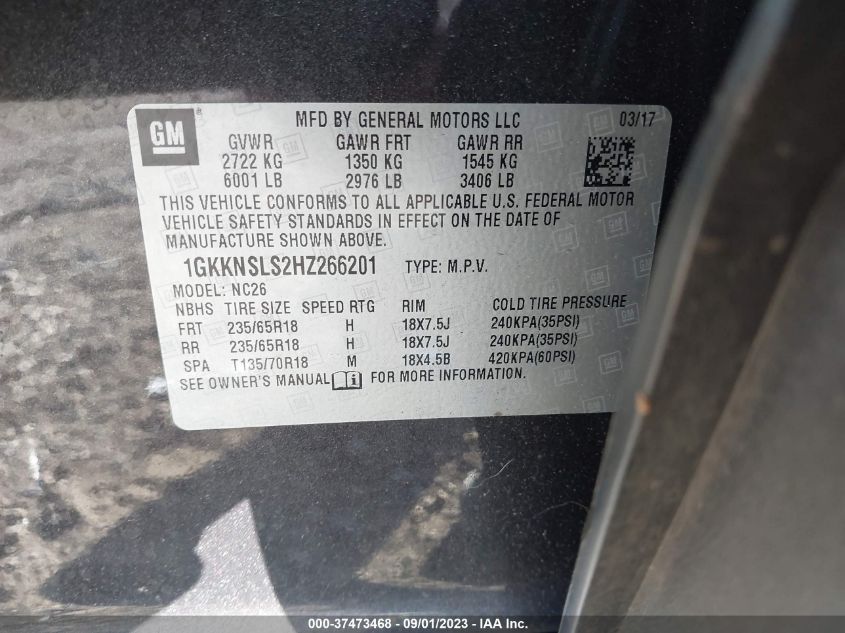 GM
MFD BY GENERAL MOTORS LLC 03/17
GVWR GAWR FRT GAWR RR
2722 KG 1350 KG 1545 KG
6001 LB 2976 LB 3406 LB
THIS VEHICLE CONFORMS TO ALL APPLICABLE U.S. FEDERAL MOTOR
VEHICLE SAFETY STANDARDS IN EFFECT ON THE DATE OF
MANUFACTURE SHOWN ABOVE.
1GKKNSLS2HZ266201 TYPE: M.P.V.
MODEL: NC26
NBHS TIRE SIZE SPEED RTG RIM COLD TIRE PRESSURE
FRT 235/65R18 H 18X7.5J 240KPA(35PSI)
RR 235/65R18 H 18X7.5J 240KPA(35PSI)
SPA T135/70R18 M 18X4.5B 420KPA(60PSI)
SEE OWNER'S MANUAL i FOR MORE INFORMATION.
000-37473468 - 09/01/2023 - IAA Inc.